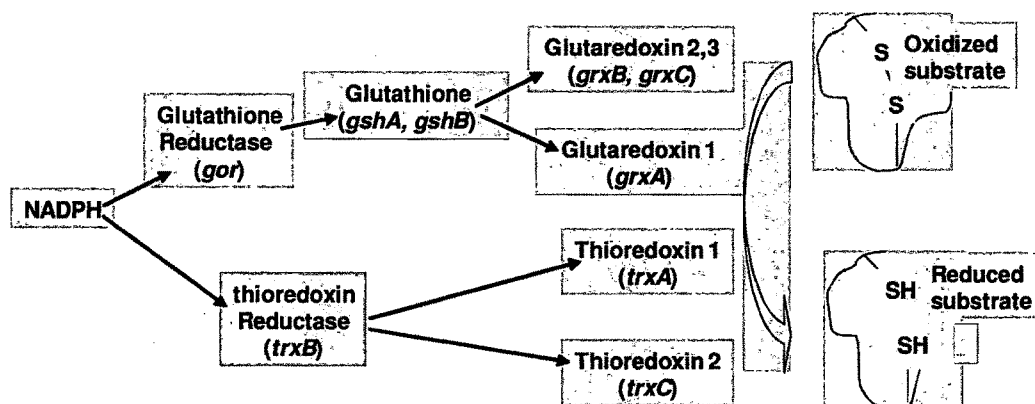 Glutaredoxin 2,3
(grxB, grxC)
Glutathione
(gshA, gshB)
Glutathione
Reductase
(gor)
Glutaredoxin 1
(grxA)
NADPH
thioredoxin
Reductase
(trxB)
Thioredoxin 1
(trxA)
Thioredoxin 2
(trxC)
S
S
Oxidized
substrate
SH
SH
Reduced
substrate